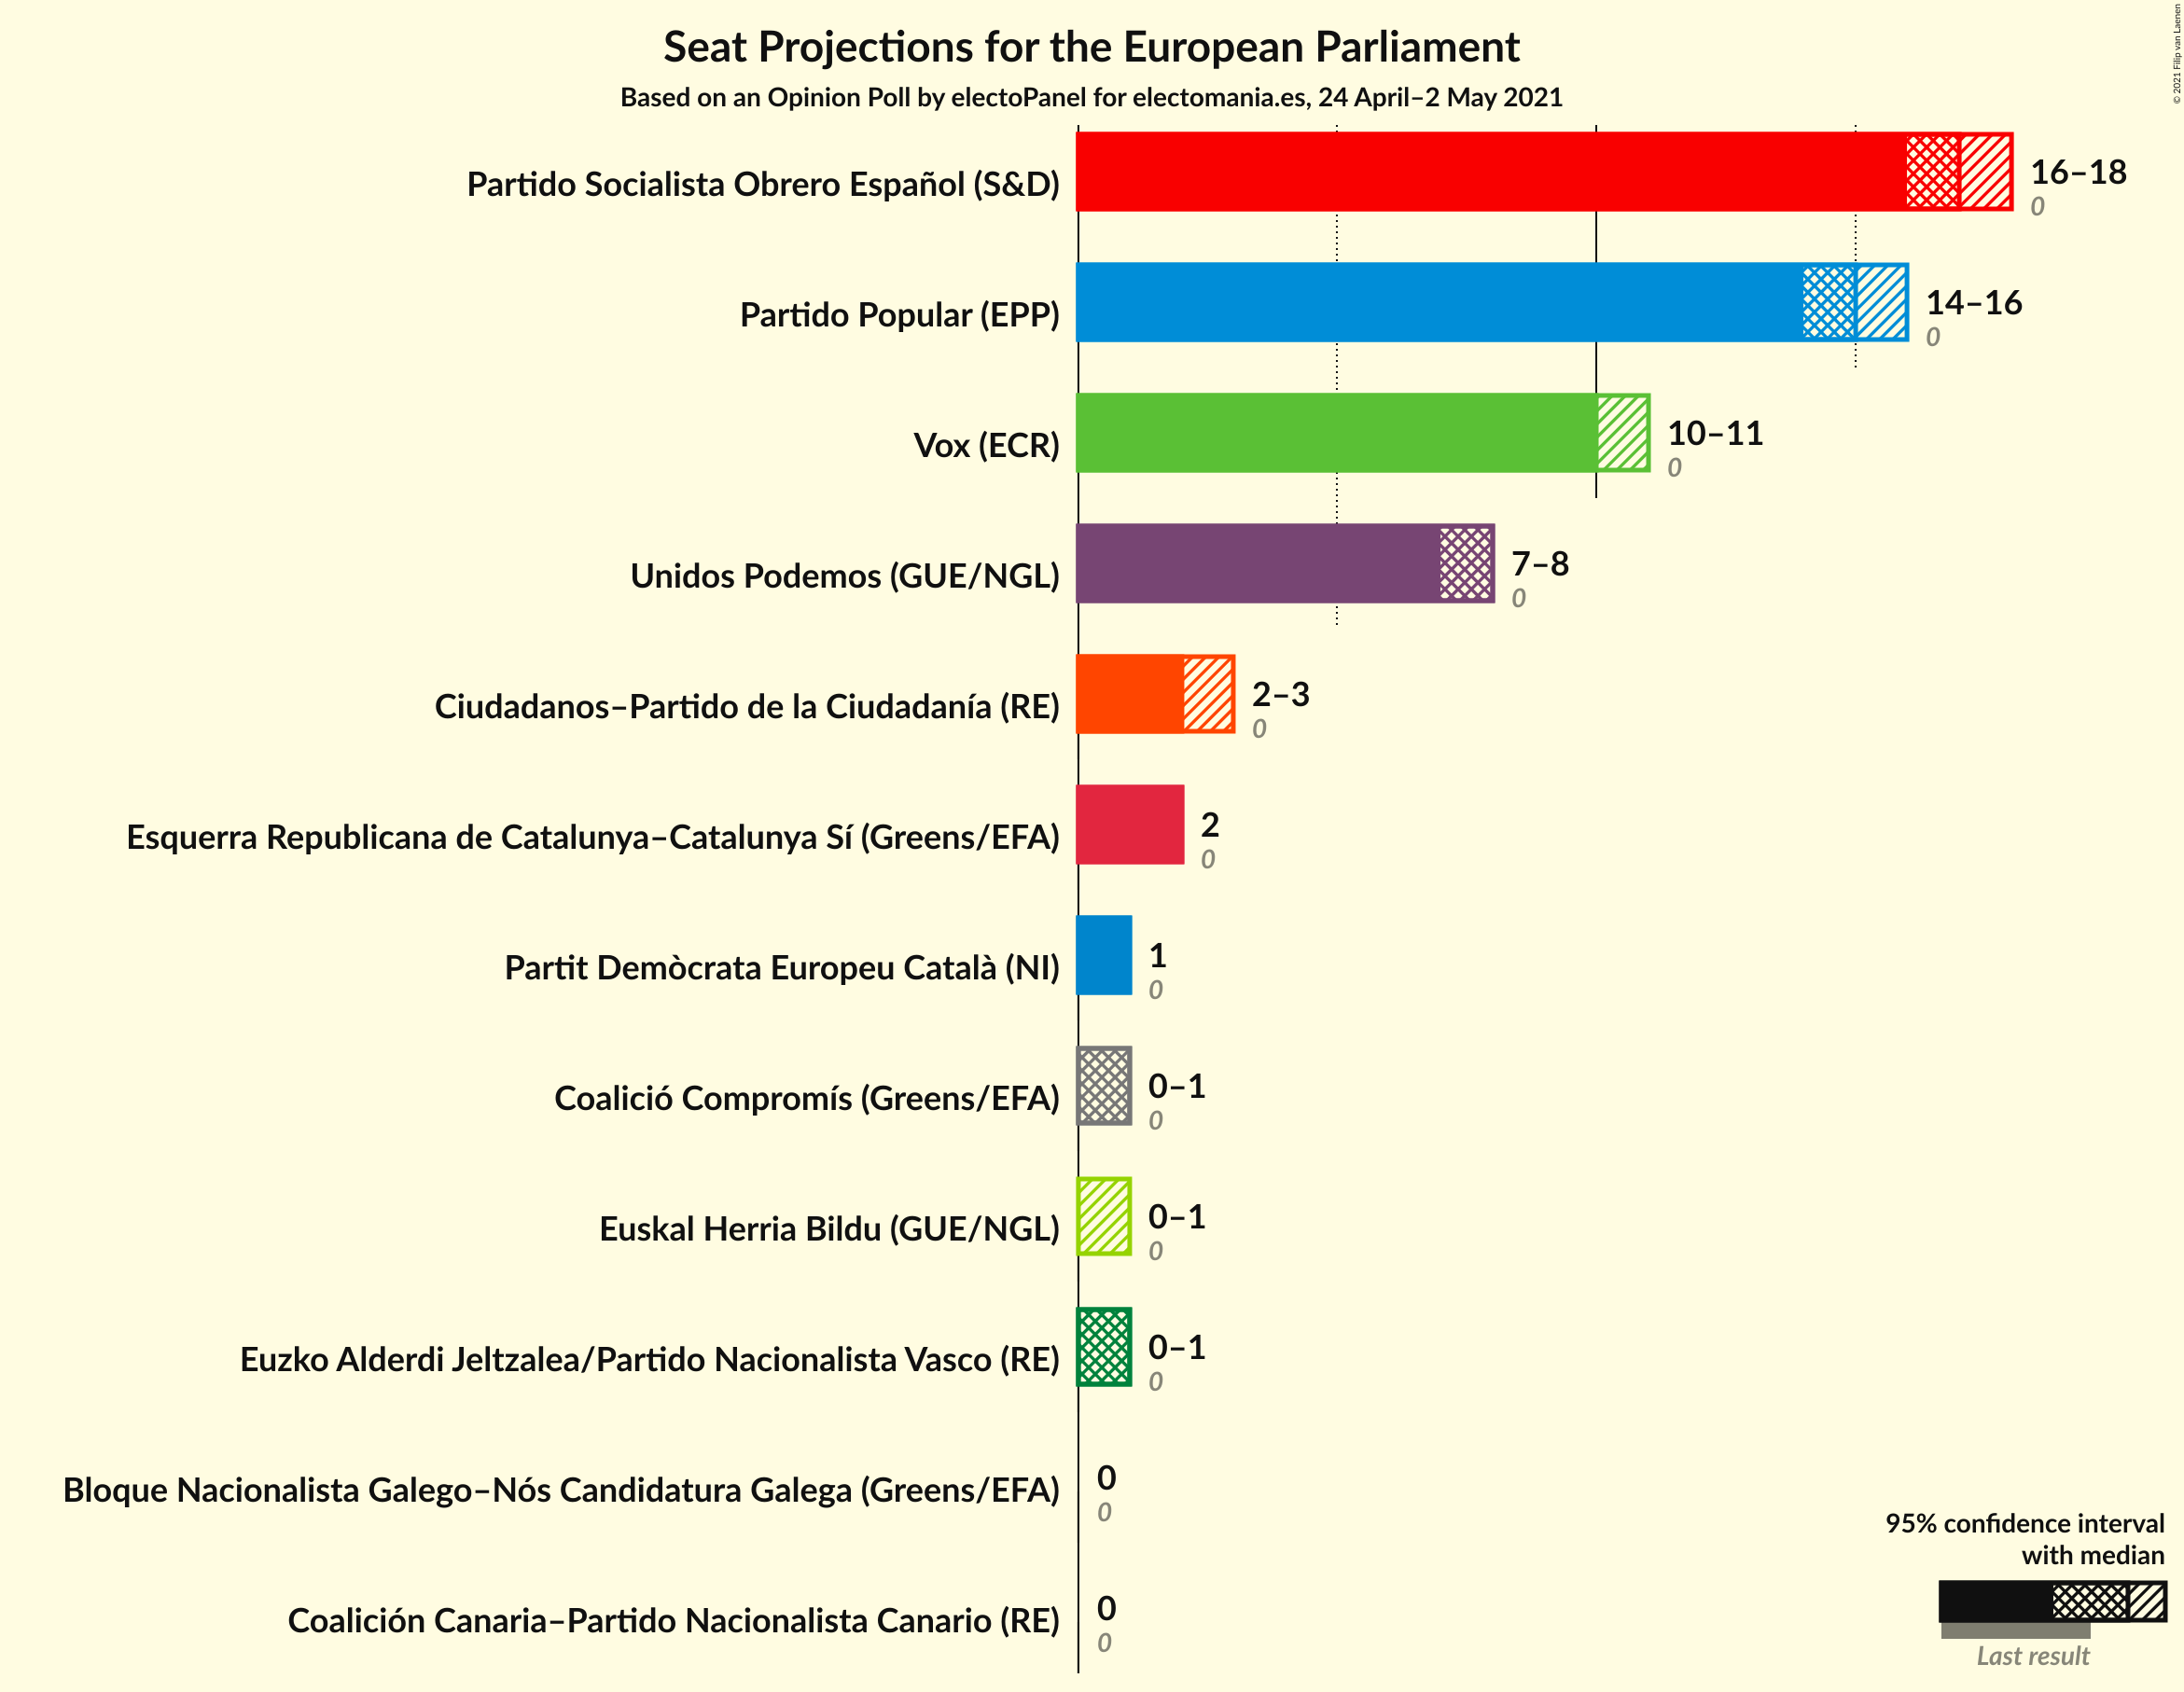 Seat Projections for the European Parliament
Based on an Opinion Poll by electoPanel for electomania.es, 24 April–2 May 2021
© 2021 Filip van Laenen
Partido Socialista Obrero Español (S&D)
16–18
0
Partido Popular (EPP)
14–16
0
Vox (ECR)
10–11
0
Unidos Podemos (GUE/NGL)
7–8
0
Ciudadanos–Partido de la Ciudadanía (RE)
2–3
0
Esquerra Republicana de Catalunya–Catalunya Sí (Greens/EFA)
2
0
Partit Demòcrata Europeu Català (NI)
1
0
Coalició Compromís (Greens/EFA)
0–1
0
Euskal Herria Bildu (GUE/NGL)
0–1
0
Euzko Alderdi Jeltzalea/Partido Nacionalista Vasco (RE)
0–1
0
Bloque Nacionalista Galego–Nós Candidatura Galega (Greens/EFA)
0
0
Coalición Canaria–Partido Nacionalista Canario (RE)
0
0
95% confidence interval
with median
Last result